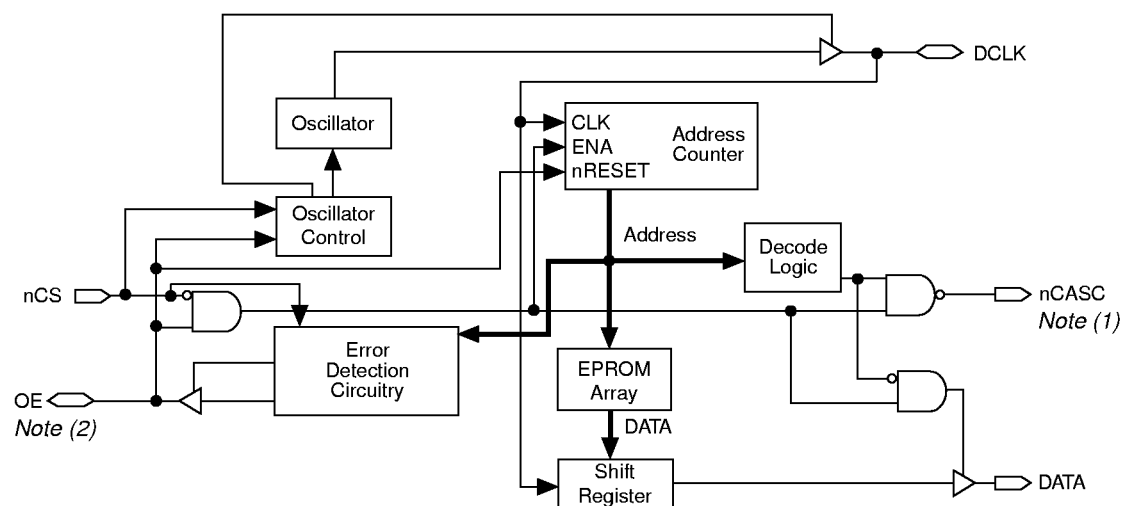 DCLK
Oscillator
CLK
Address
Counter
ENA
nRESET
Oscillator
Control
Address
Decode
Logic
nCS
nCASC
Note (1)
Error
Detection
Circuitry
EPROM
Array
OE
Note (2)
DATA
Shift
Register
DATA